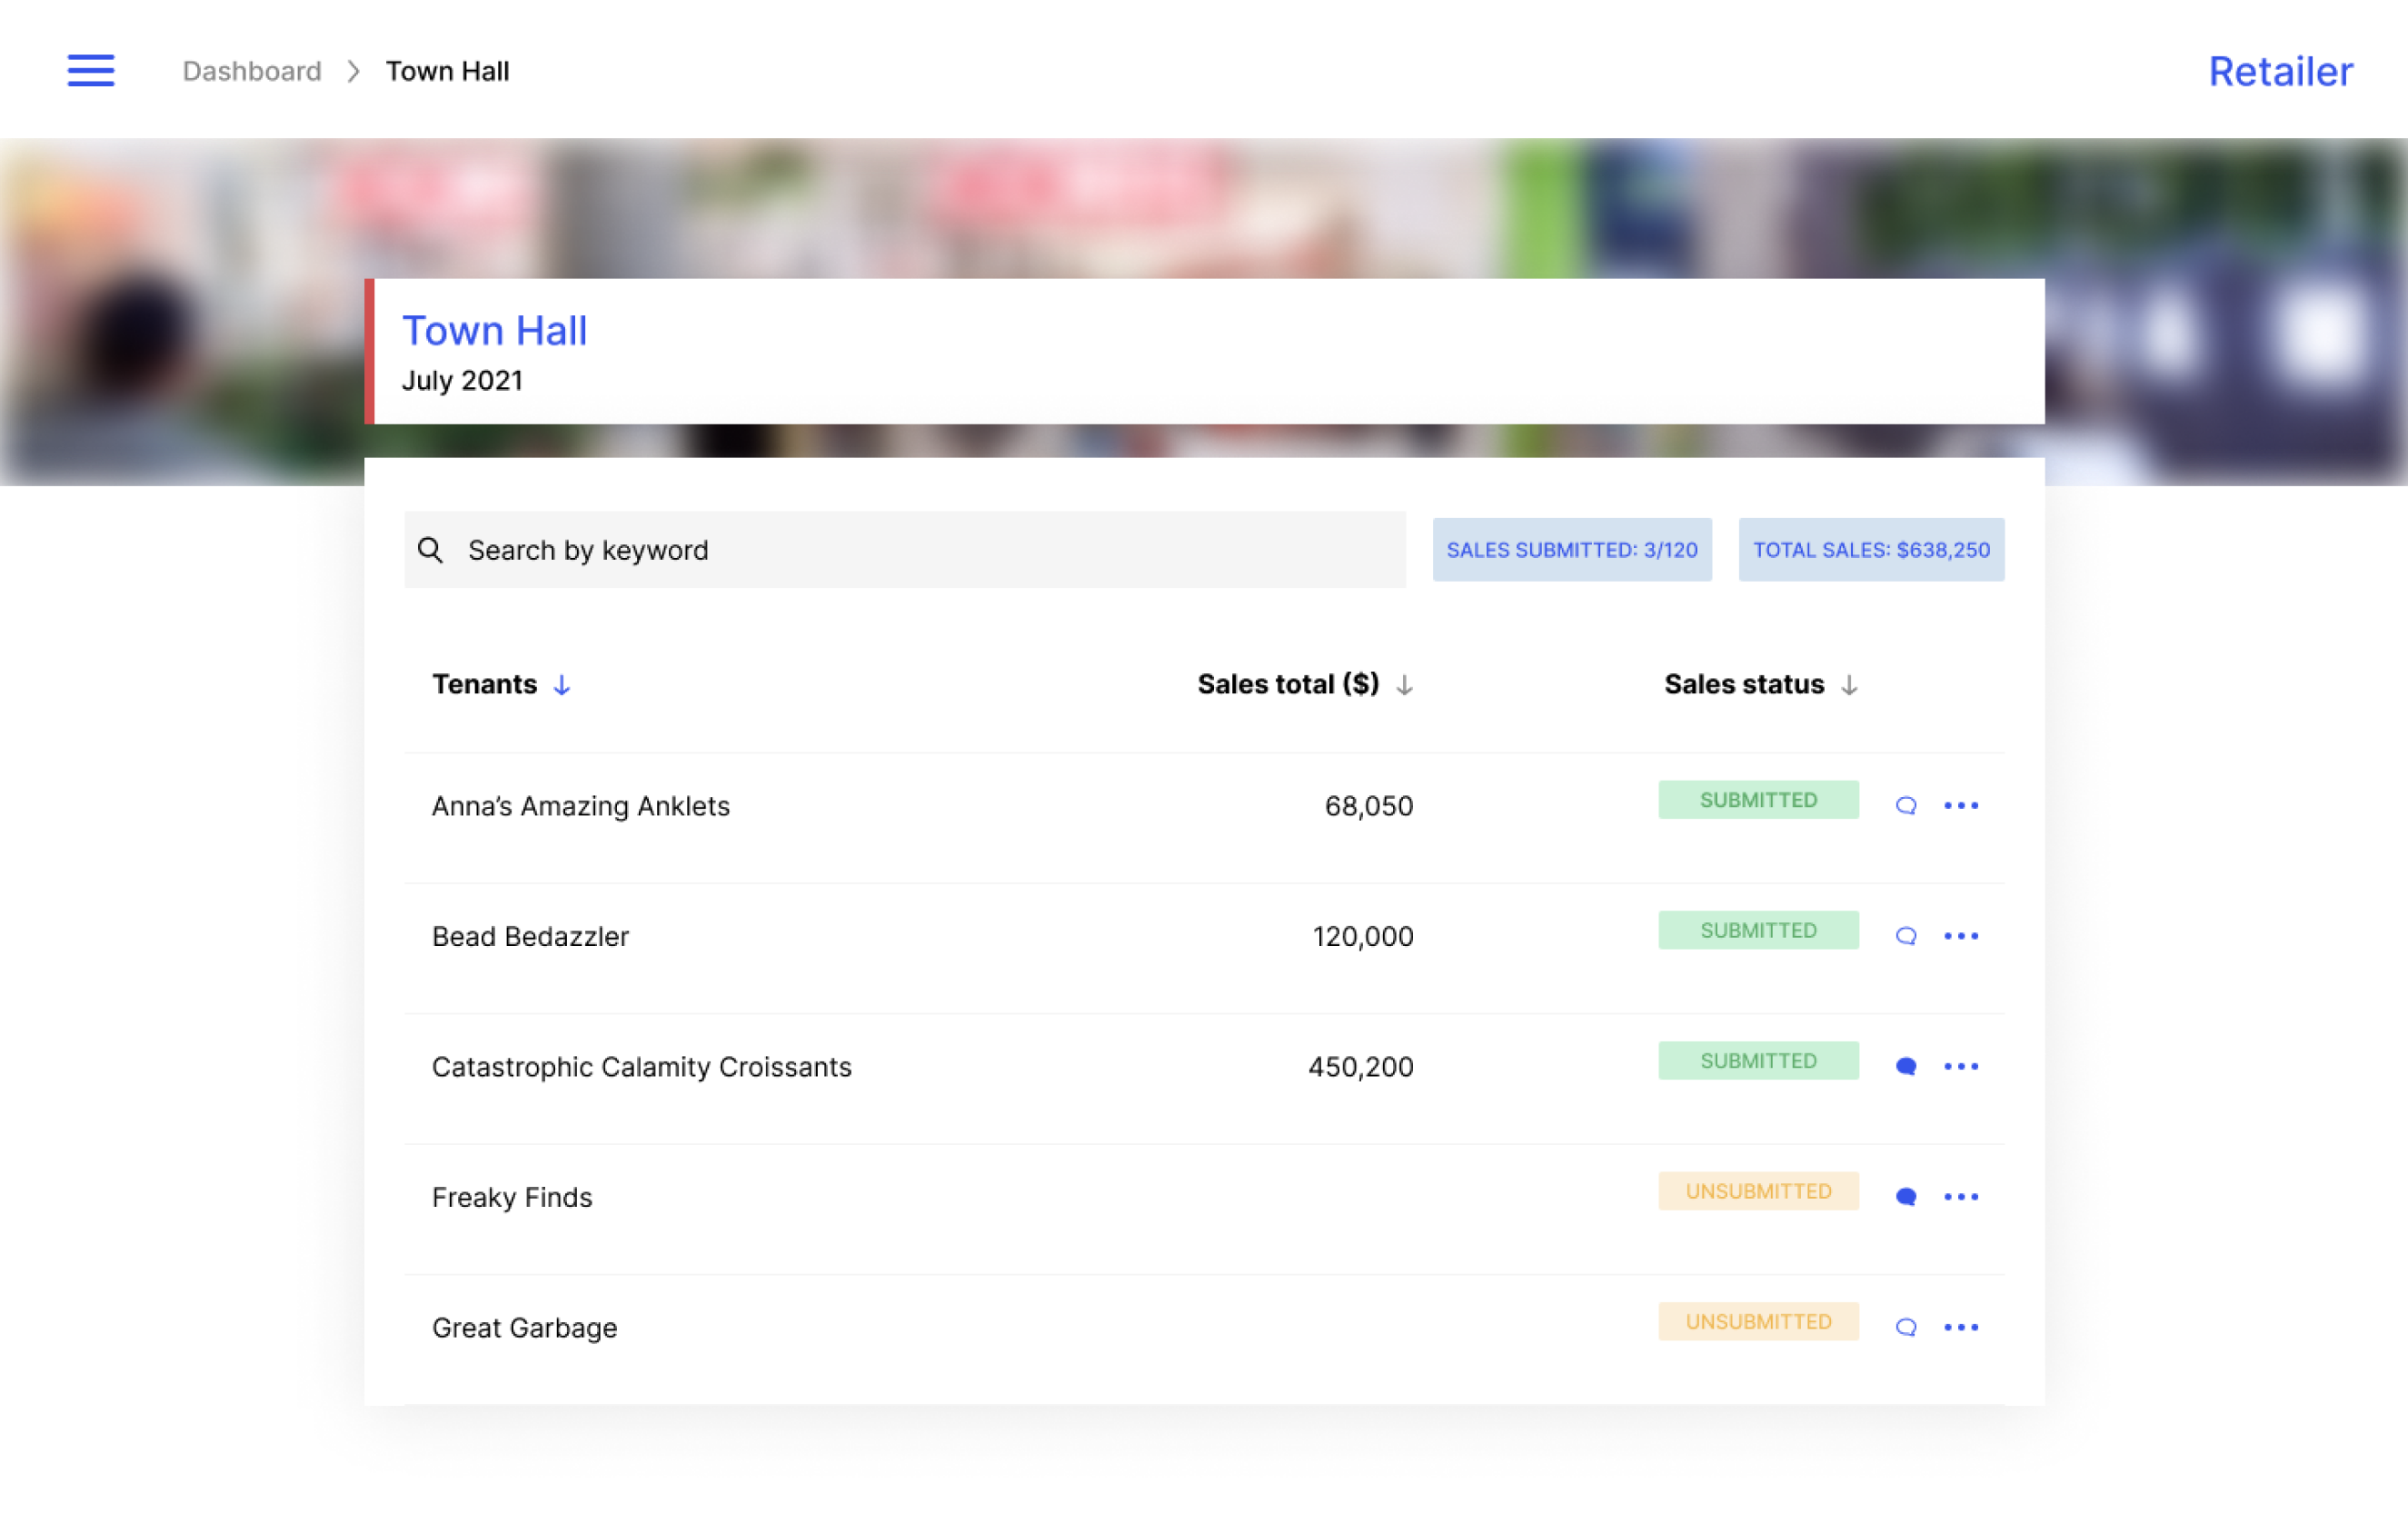 Dashboard > Town Hall
Retailer
Town Hall
July 2021
Search by keyword
SALES SUBMITTED: 3/120
TOTAL SALES: $638,250
Tenants ↓ Sales total ($) ↓ Sales status ↓
Anna’s Amazing Anklets 68,050 SUBMITTED
Bead Bedazzler 120,000 SUBMITTED
Catastrophic Calamity Croissants 450,200 SUBMITTED
Freaky Finds UNSUBMITTED
Great Garbage UNSUBMITTED